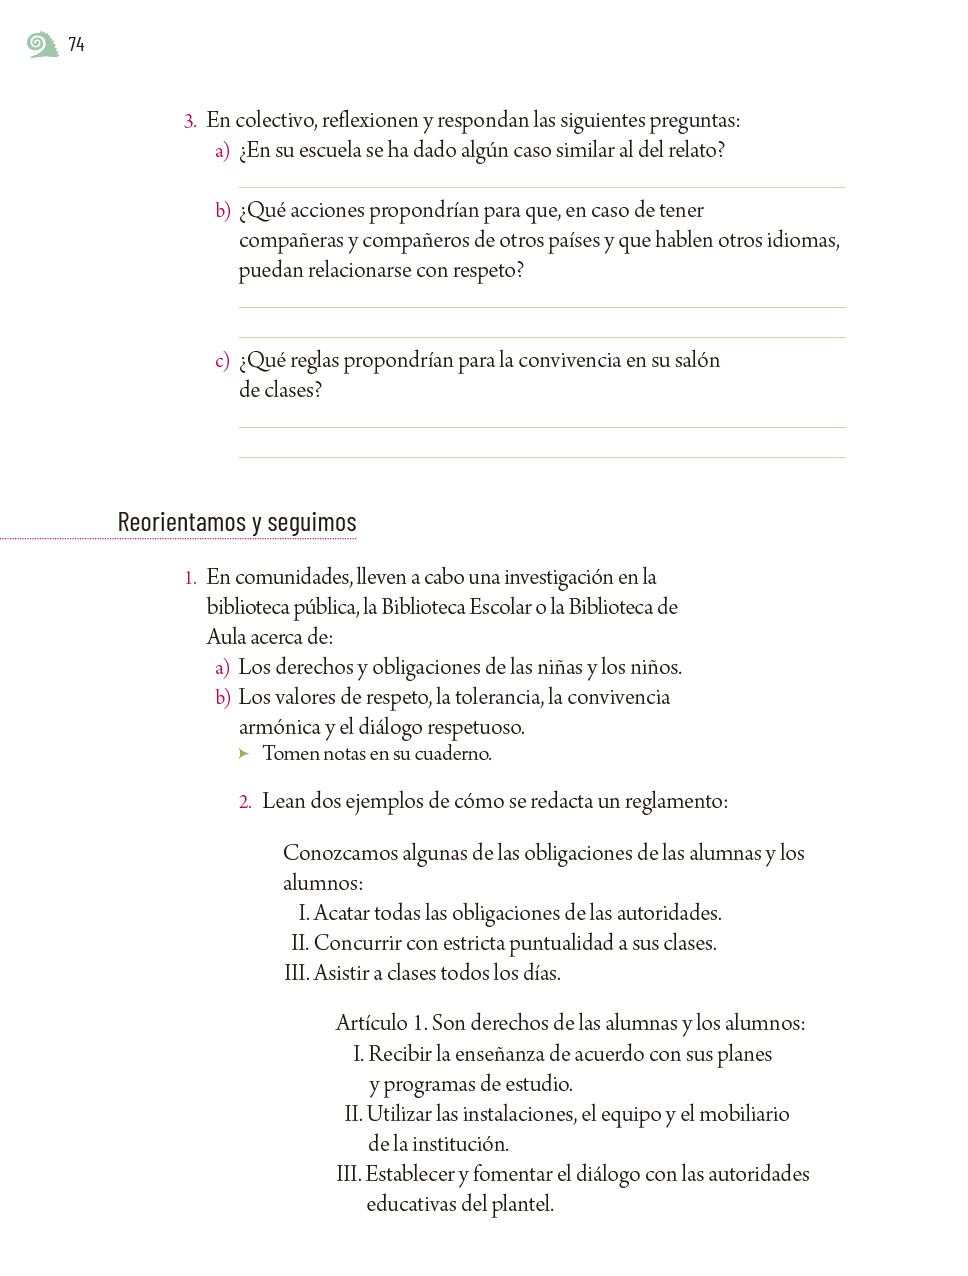 74
3. En colectivo, reflexionen y respondan las siguientes preguntas:
a) ¿En su escuela se ha dado algún caso similar al del relato?
b) ¿Qué acciones propondrían para que, en caso de tener
compañeras y compañeros de otros países y que hablen otros idiomas,
puedan relacionarse con respeto?
c) ¿Qué reglas propondrían para la convivencia en su salón
de clases?
Reorientamos y seguimos
1. En comunidades, lleven a cabo una investigación en la
biblioteca pública, la Biblioteca Escolar o la Biblioteca de
Aula acerca de:
a) Los derechos y obligaciones de las niñas y los niños.
b) Los valores de respeto, la tolerancia, la convivencia
armónica y el diálogo respetuoso.
➤ Tomen notas en su cuaderno.
2. Lean dos ejemplos de cómo se redacta un reglamento:
Conozcamos algunas de las obligaciones de las alumnas y los
alumnos:
I. Acatar todas las obligaciones de las autoridades.
II. Concurrir con estricta puntualidad a sus clases.
III. Asistir a clases todos los días.
Artículo 1. Son derechos de las alumnas y los alumnos:
I. Recibir la enseñanza de acuerdo con sus planes
y programas de estudio.
II. Utilizar las instalaciones, el equipo y el mobiliario
de la institución.
III. Establecer y fomentar el diálogo con las autoridades
educativas del plantel.